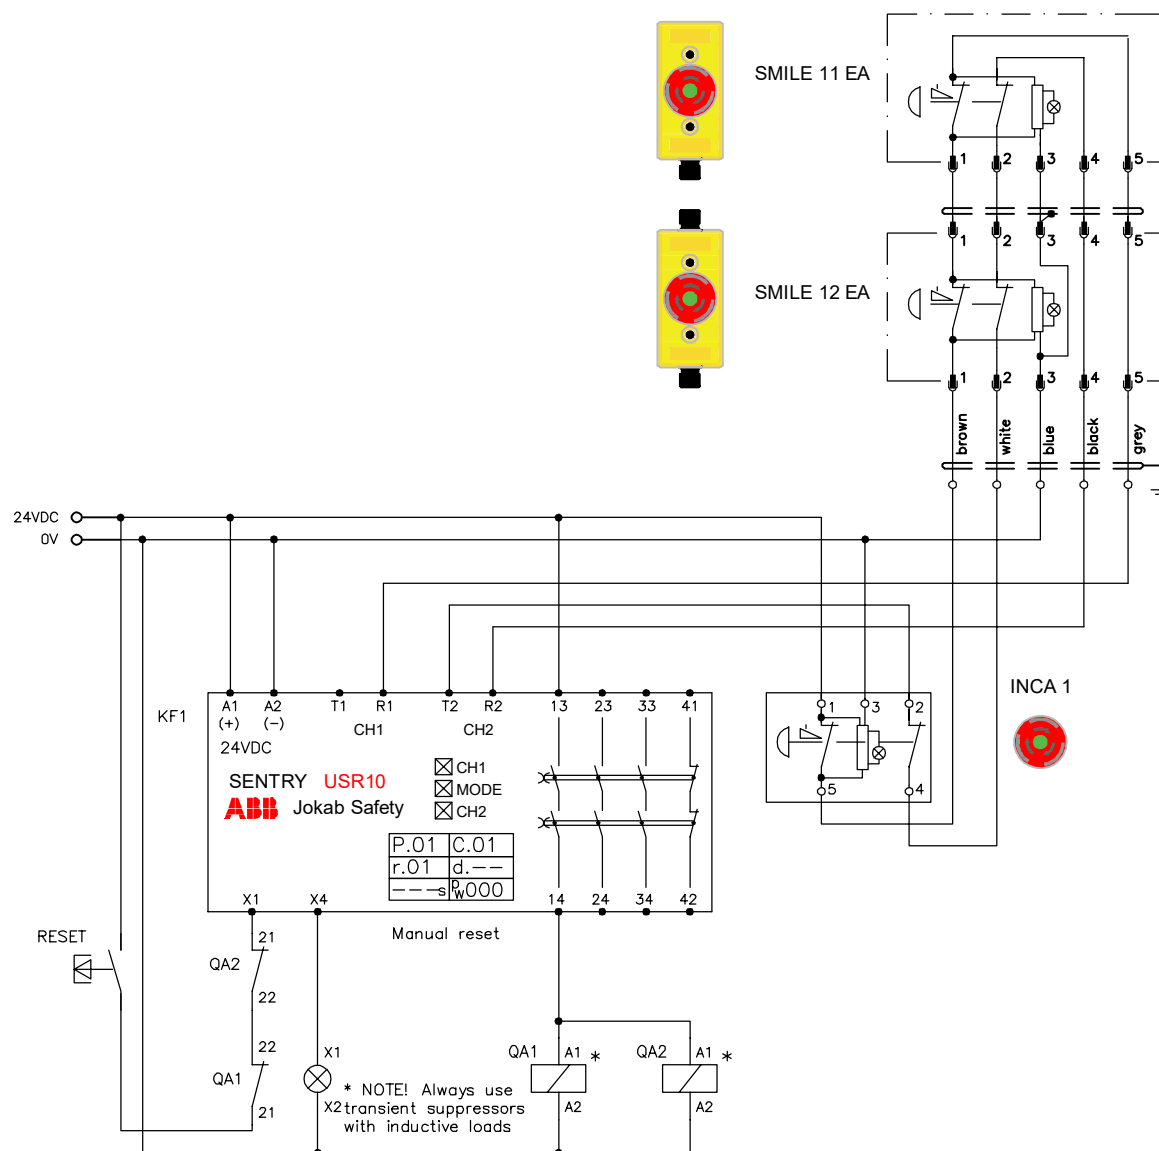 SMILE 11 EA
1 2 3 4 5
1 2 3 4 5
SMILE 12 EA
1 2 3 4 5
brown white blue black grey
24VDC
0V
KF1
A1 A2 T1 R1 T2 R2 13 23 33 41
(+) (-) CH1 CH2
24VDC
SENTRY USR10
ABB Jokab Safety
CH1
MODE
CH2
P.01 C.01
r.01 d.--
---s Pw000
X1 X4 14 24 34 42
Manual reset
1 3 2
5 4
INCA 1
RESET
21
QA2
22
22
QA1
21
X1
X2
* NOTE! Always use
transient suppressors
with inductive loads
QA1 A1 *
A2
QA2 A1 *
A2